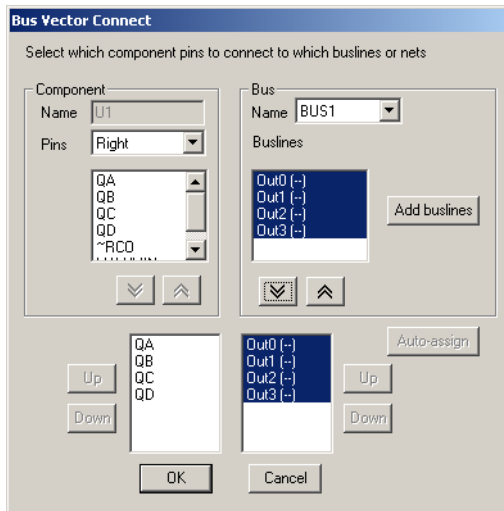 Bus Vector Connect
Select which component pins to connect to which buslines or nets
Component
Name U1
Pins Right
QA
QB
QC
QD
~RCO
Bus
Name BUS1
Buslines
Out0 (--)
Out1 (--)
Out2 (--)
Out3 (--)
Add buslines
QA
QB
QC
QD
Up
Down
Out0 (--)
Out1 (--)
Out2 (--)
Out3 (--)
Auto-assign
Up
Down
OK
Cancel